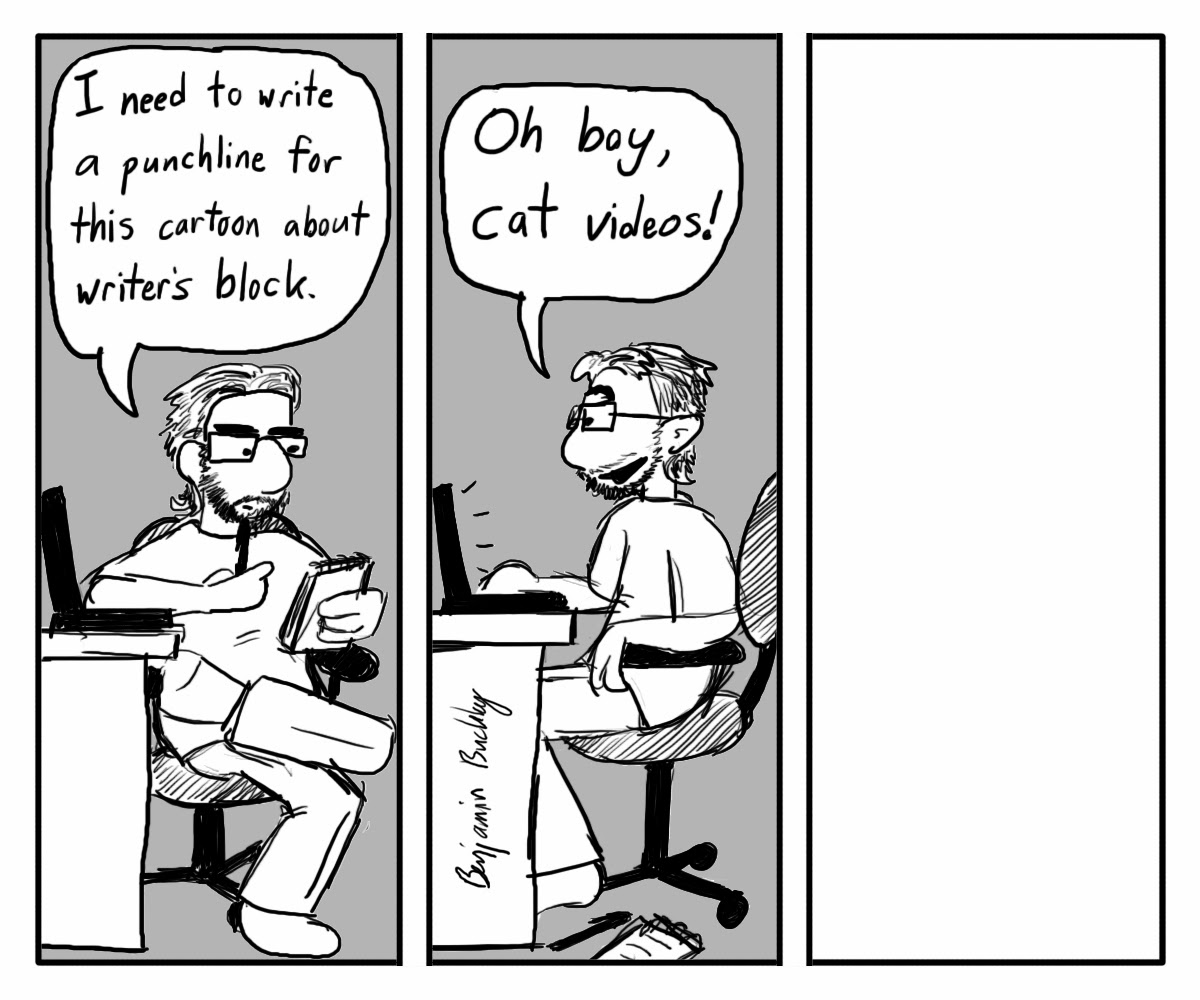 I need to write
a punchline for
this cartoon about
writer's block.
Oh boy,
cat videos!
Benjamin Buckley